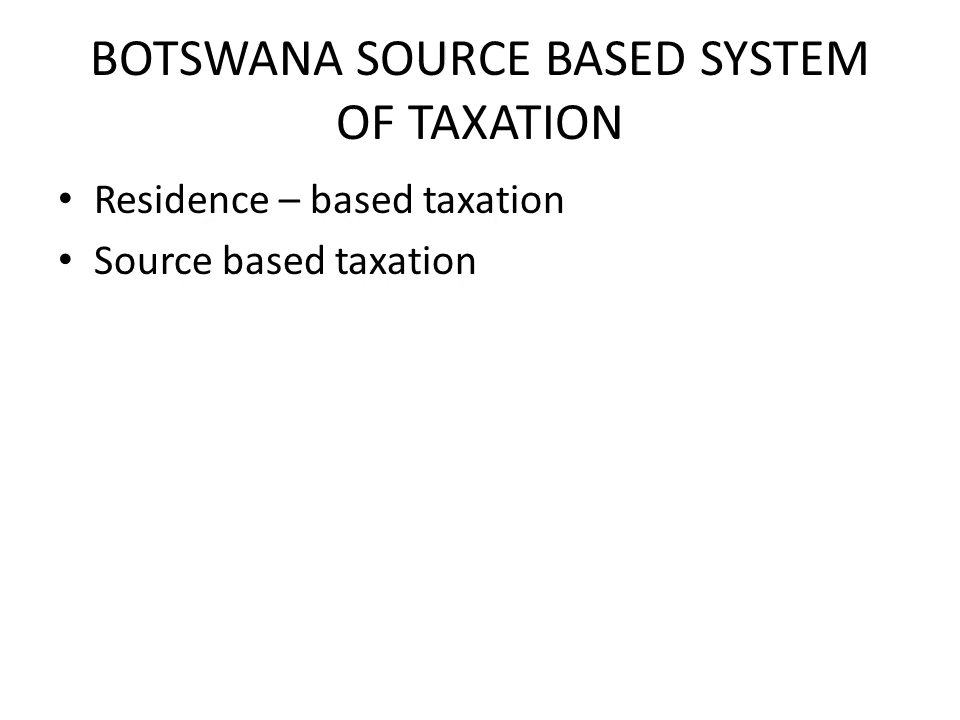 BOTSWANA SOURCE BASED SYSTEM
OF TAXATION
• Residence – based taxation
• Source based taxation